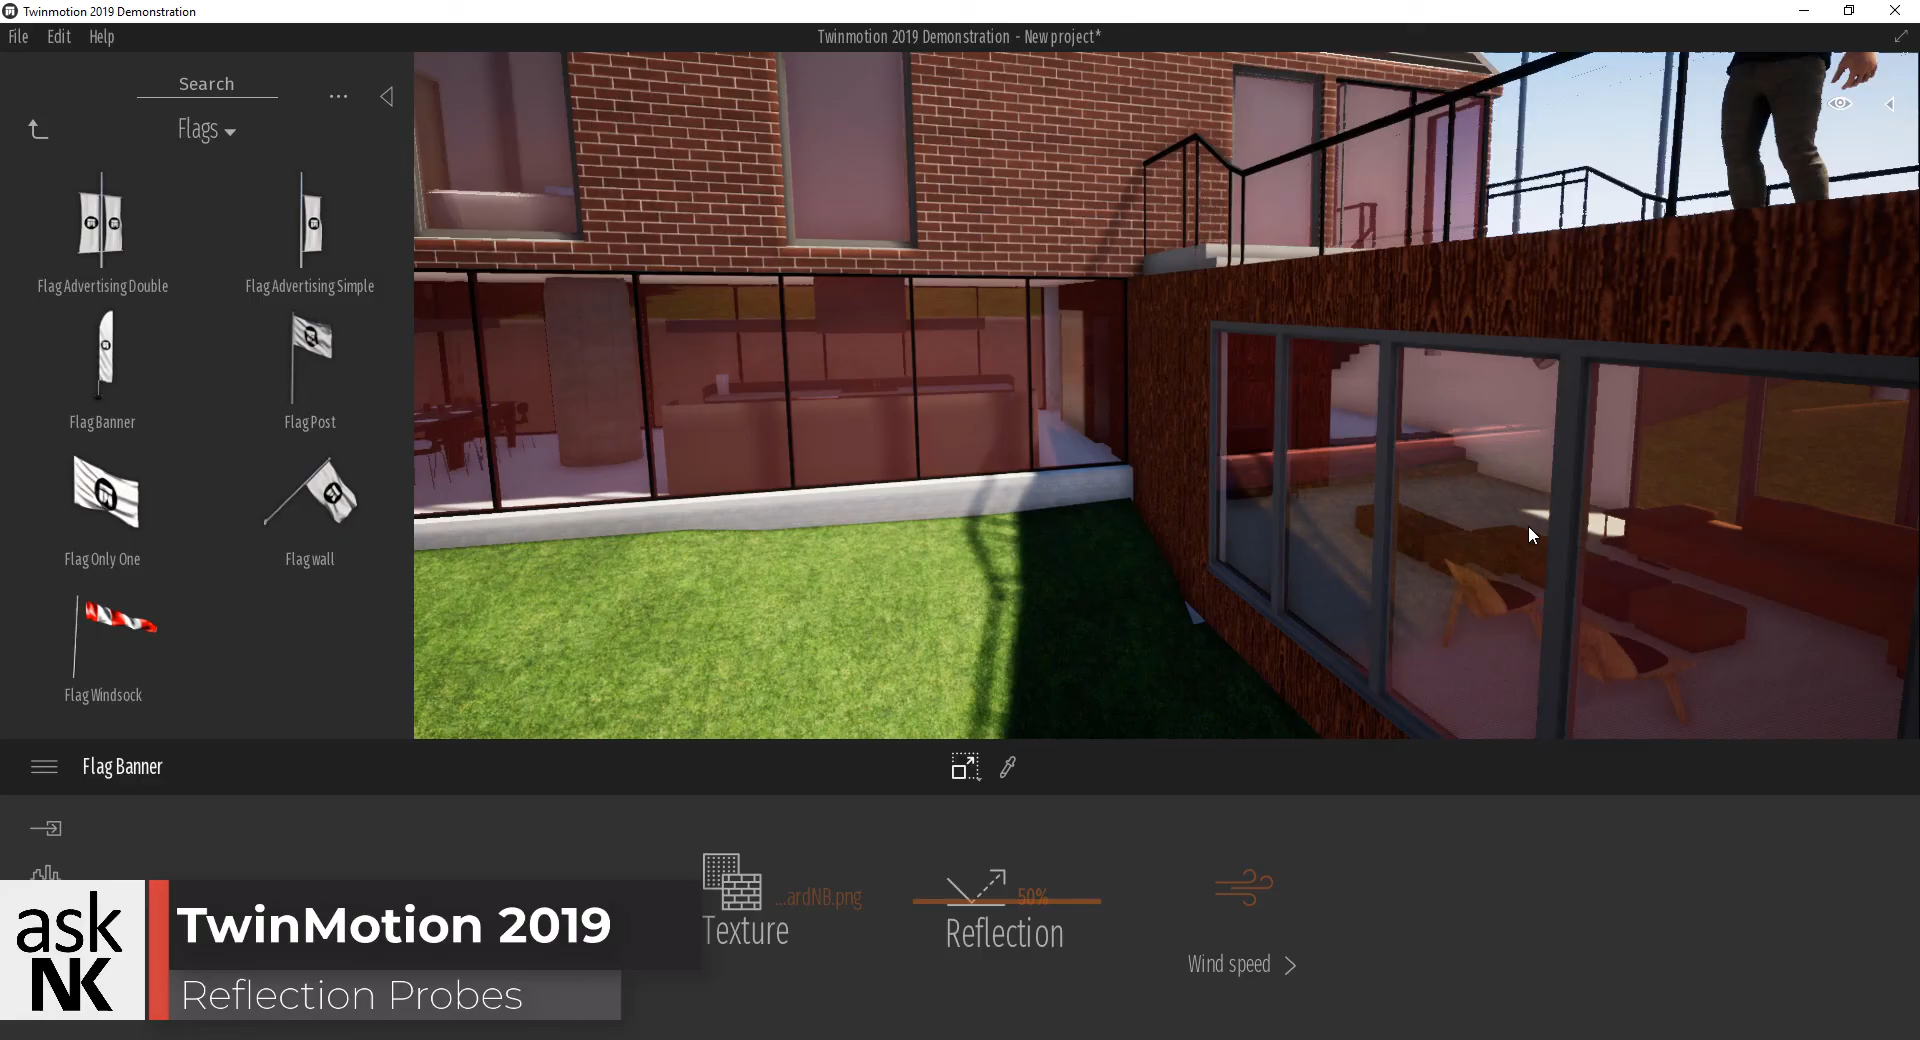 Twinmotion 2019 Demonstration
File Edit Help
Twinmotion 2019 Demonstration - New project*
Search
...
Flags
Flag Advertising Double
Flag Advertising Simple
Flag Banner
Flag Post
Flag Only One
Flag wall
Flag Windsock
Flag Banner
...ardNB.png
Texture
50%
Reflection
Wind speed
ask
NK
TwinMotion 2019
Reflection Probes